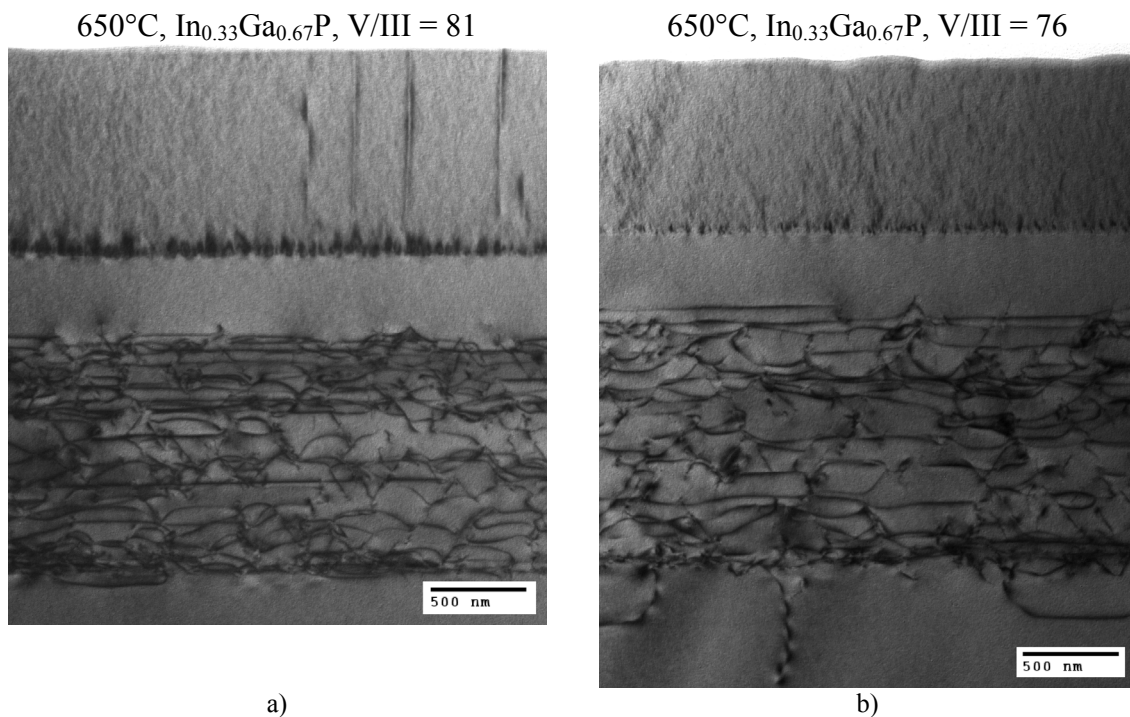 650°C, In₀.₃₃Ga₀.₆₇P, V/III = 81
650°C, In₀.₃₃Ga₀.₆₇P, V/III = 76
500 nm
500 nm
a)
b)